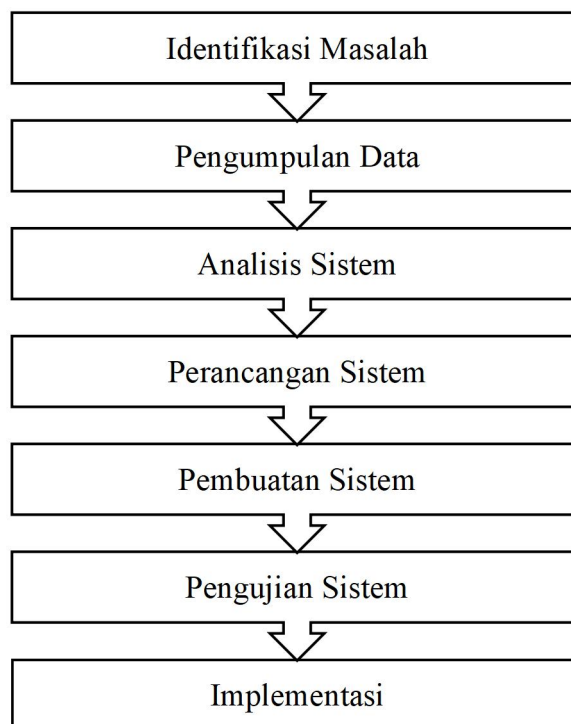 Identifikasi Masalah
Pengumpulan Data
Analisis Sistem
Perancangan Sistem
Pembuatan Sistem
Pengujian Sistem
Implementasi